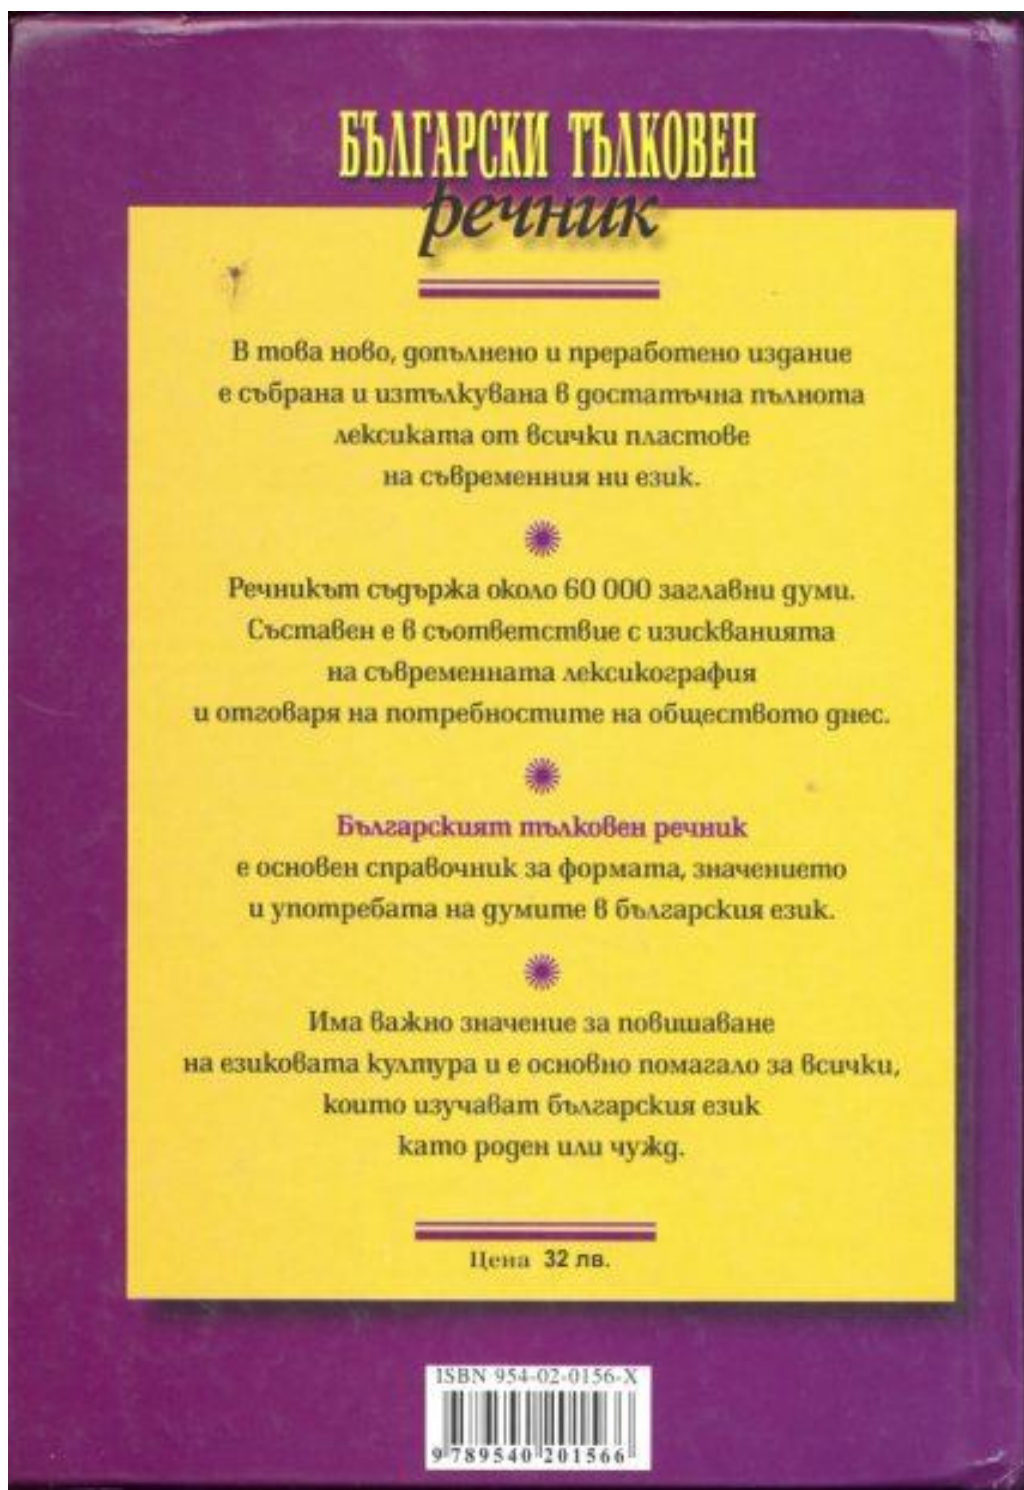 БЪЛГАРСКИ ТЪЛКОВЕН
речник
В това ново, допълнено и преработено издание
е събрана и изтълкувана в достатъчна пълнота
лексиката от всички пластове
на съвременния ни език.
Речникът съдържа около 60 000 заглавни думи.
Съставен е в съответствие с изискванията
на съвременната лексикография
и отговаря на потребностите на обществото днес.
Българският тълковен речник
е основен справочник за формата, значението
и употребата на думите в българския език.
Има важно значение за повишаване
на езиковата култура и е основно помагало за всички,
които изучават българския език
като роден или чужд.
Цена 32 лв.
ISBN 954-02-0156-X
9 789540 201566